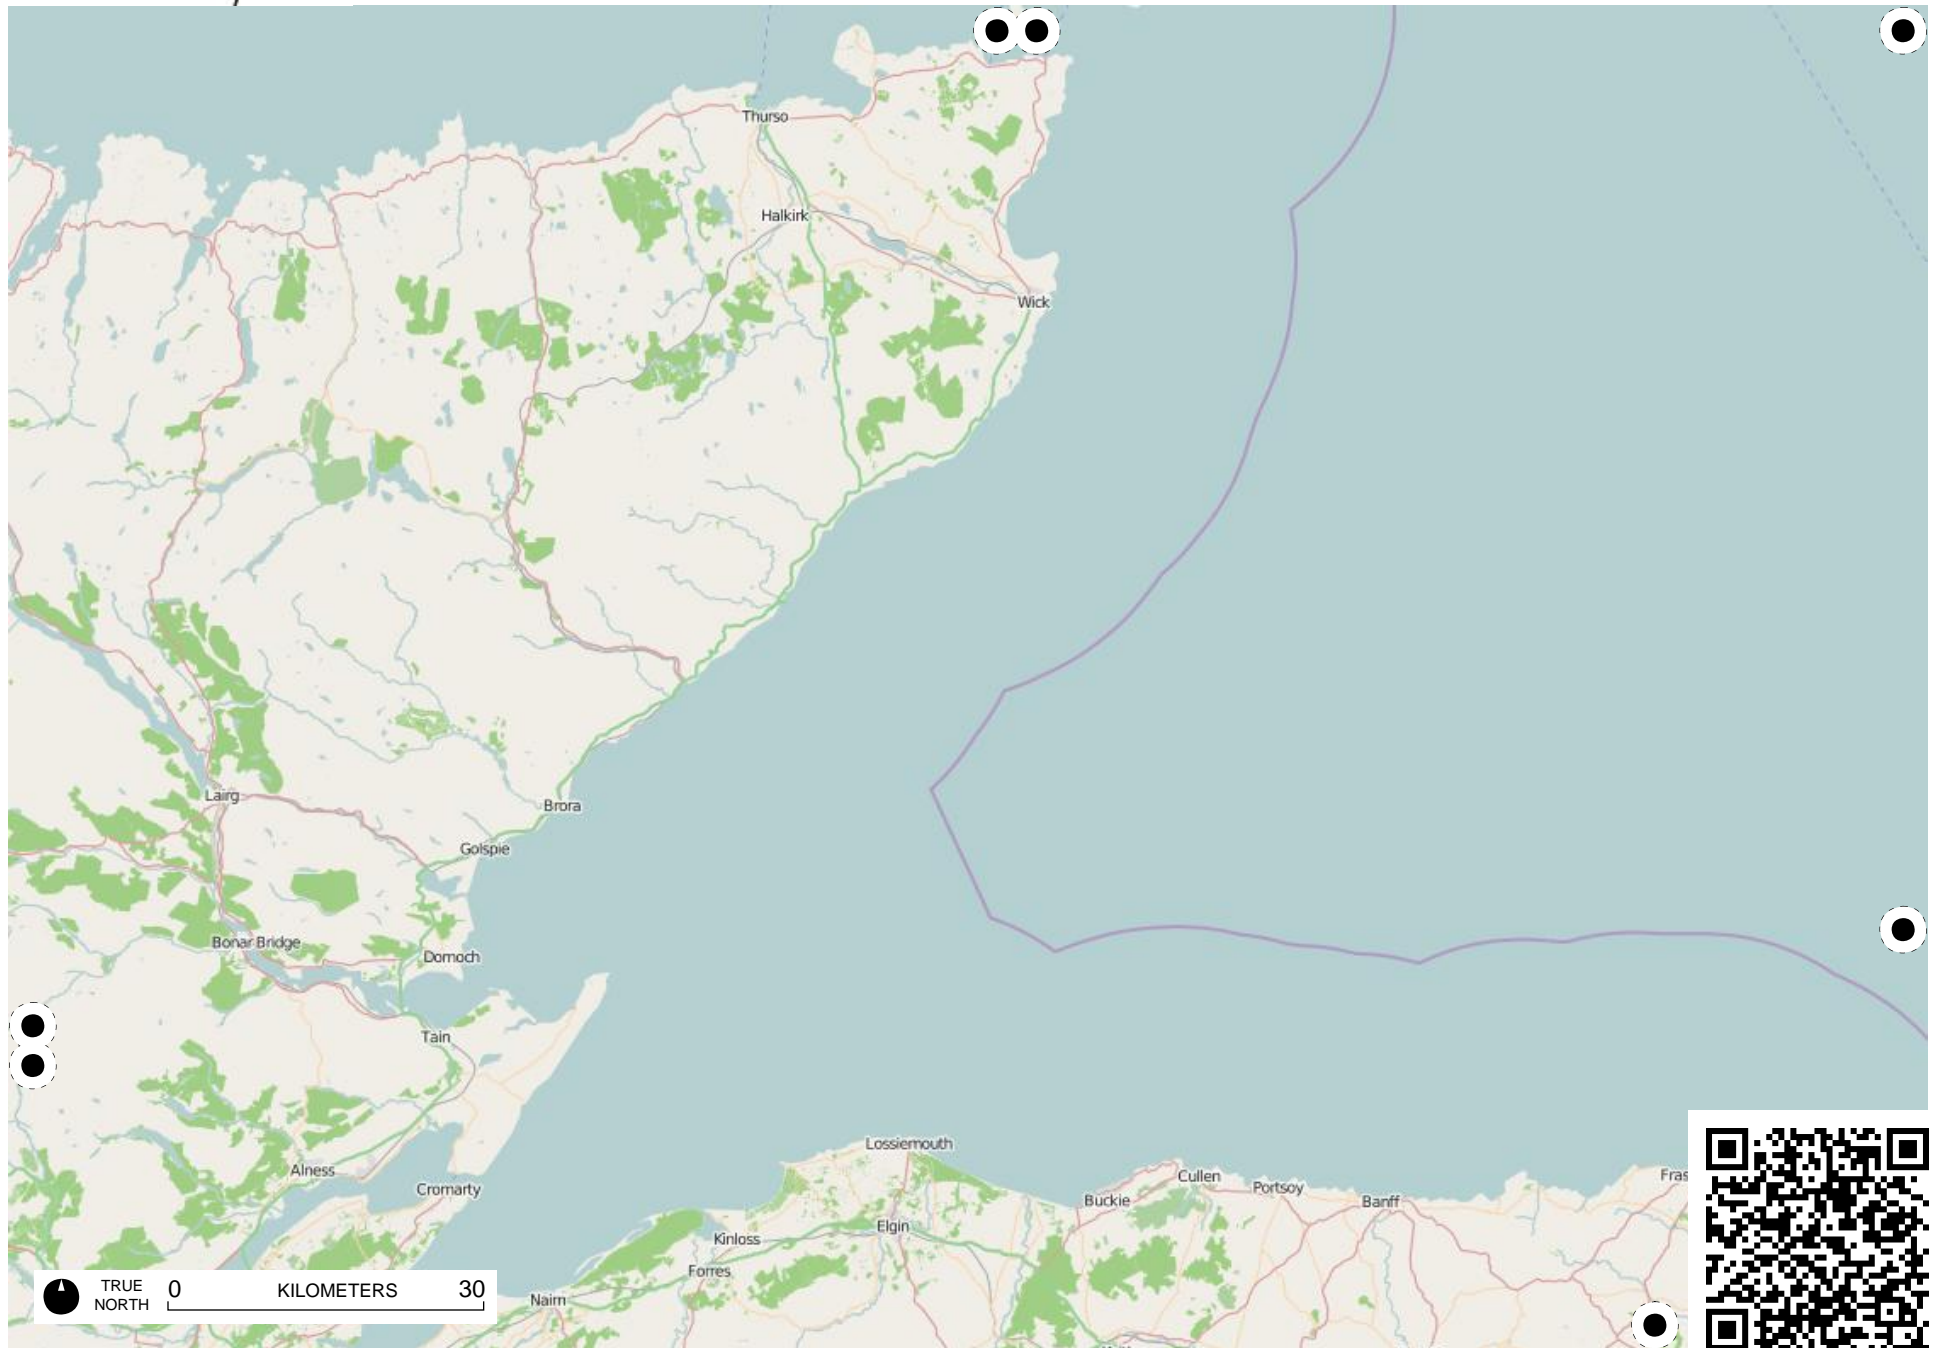 Thurso
Halkirk
Wick
Lairg
Brora
Golspie
Bonar Bridge
Dornoch
Tain
Lossiemouth
Alness
Cromarty
Cullen
Fras
Portsoy
Buckie
Banff
Elgin
Kinloss
Forres
Nairn
TRUE
NORTH
0 KILOMETERS 30